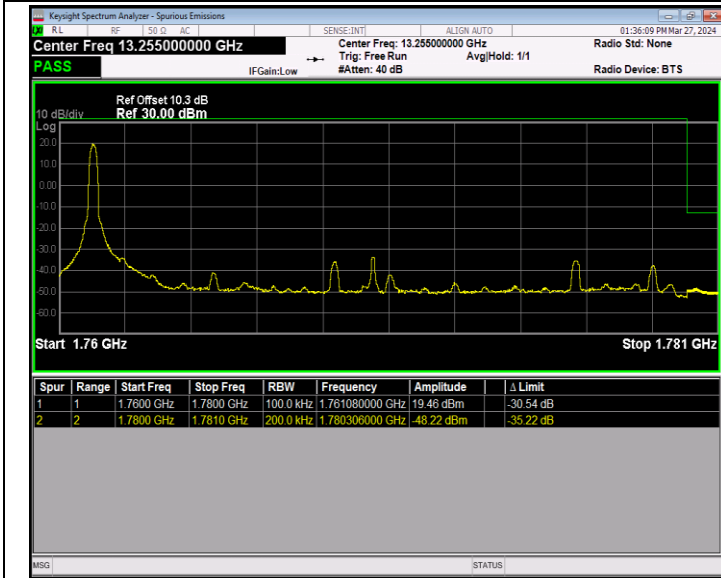 Keysight Spectrum Analyzer - Spurious Emissions
RL RF 50 Ω AC SENSE:INT ALIGN AUTO 01:36:09 PM Mar 27, 2024
Center Freq 13.255000000 GHz Center Freq: 13.255000000 GHz Radio Std: None
Trig: Free Run Avg|Hold: 1/1
PASS IFGain:Low #Atten: 40 dB Radio Device: BTS
Ref Offset 10.3 dB
10 dB/div Ref 30.00 dBm
Log
20.0
10.0
0.00
-10.0
-20.0
-30.0
-40.0
-50.0
-60.0
Start 1.76 GHz Stop 1.781 GHz
Spur Range Start Freq Stop Freq RBW Frequency Amplitude Δ Limit
1 1 1.7600 GHz 1.7800 GHz 100.0 kHz 1.761080000 GHz 19.46 dBm -30.54 dB
2 2 1.7800 GHz 1.7810 GHz 200.0 kHz 1.780306000 GHz -48.22 dBm -35.22 dB
MSG STATUS